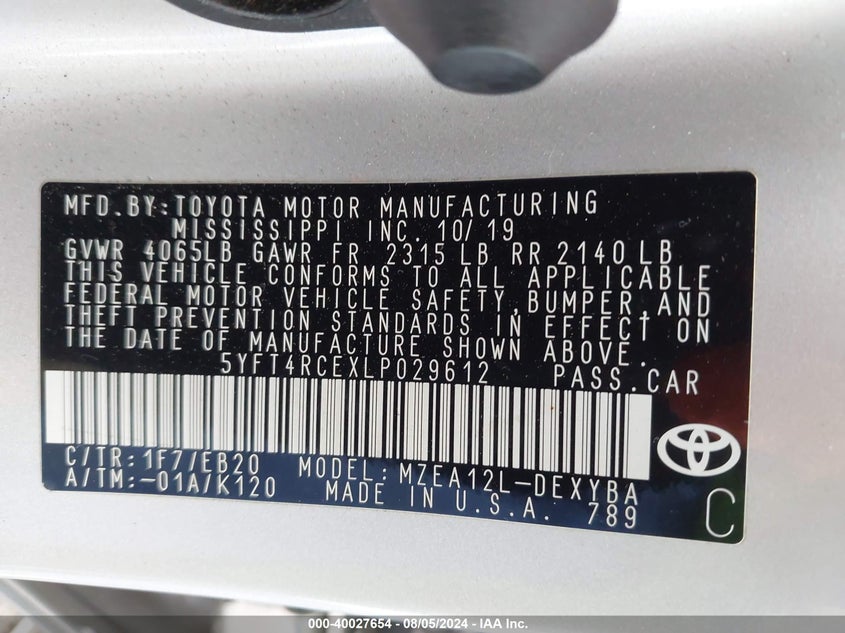 MFD.BY:TOYOTA MOTOR MANUFACTURING
MISSISSIPPI INC. 10/19
GVWR 4065LB GAWR FR 2315 LB RR 2140 LB
THIS VEHICLE CONFORMS TO ALL APPLICABLE
FEDERAL MOTOR VEHICLE SAFETY,BUMPER,AND
THEFT PREVENTION STANDARDS IN EFFECT ON
THE DATE OF MANUFACTURE SHOWN ABOVE.
5YFT4RCEXLP029612 PASS.CAR
C/TR:1F7/EB20 MODEL:MZEA12L-DEXYBA
A/TM:-01A/K120 MADE IN U.S.A. 789
C
000-40027654 - 08/05/2024 - IAA Inc.